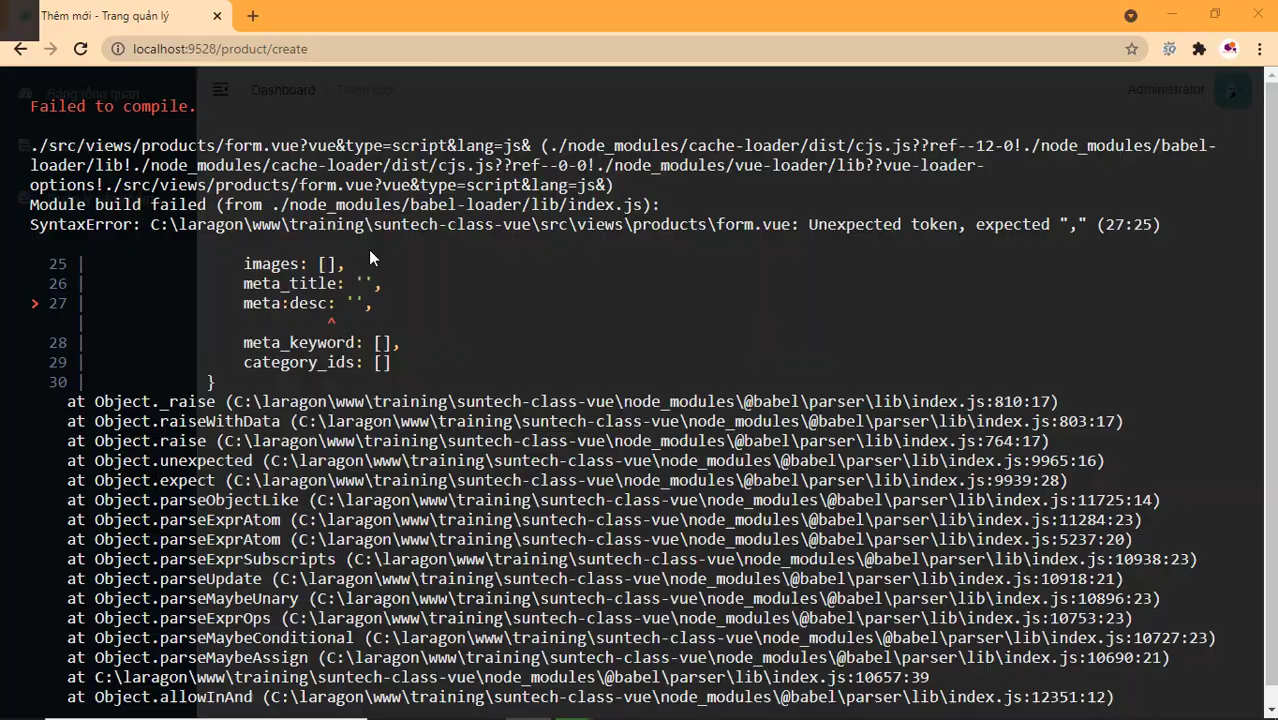 Thêm mới - Trang quản lý
localhost:9528/product/create
Bảng tổng quan
Dashboard
Thêm mới
Administrator
Failed to compile.
./src/views/products/form.vue?vue&type=script&lang=js& (./node_modules/cache-loader/dist/cjs.js??ref--12-0!./node_modules/babel-
loader/lib!./node_modules/cache-loader/dist/cjs.js??ref--0-0!./node_modules/vue-loader/lib??vue-loader-
options!./src/views/products/form.vue?vue&type=script&lang=js&)
Module build failed (from ./node_modules/babel-loader/lib/index.js):
SyntaxError: C:\laragon\www\training\suntech-class-vue\src\views\products\form.vue: Unexpected token, expected "," (27:25)
25 | images: [],
26 | meta_title: '',
> 27 | meta:desc: '',
| ^
28 | meta_keyword: [],
29 | category_ids: []
30 | }
at Object._raise (C:\laragon\www\training\suntech-class-vue\node_modules\@babel\parser\lib\index.js:810:17)
at Object.raiseWithData (C:\laragon\www\training\suntech-class-vue\node_modules\@babel\parser\lib\index.js:803:17)
at Object.raise (C:\laragon\www\training\suntech-class-vue\node_modules\@babel\parser\lib\index.js:764:17)
at Object.unexpected (C:\laragon\www\training\suntech-class-vue\node_modules\@babel\parser\lib\index.js:9965:16)
at Object.expect (C:\laragon\www\training\suntech-class-vue\node_modules\@babel\parser\lib\index.js:9939:28)
at Object.parseObjectLike (C:\laragon\www\training\suntech-class-vue\node_modules\@babel\parser\lib\index.js:11725:14)
at Object.parseExprAtom (C:\laragon\www\training\suntech-class-vue\node_modules\@babel\parser\lib\index.js:11284:23)
at Object.parseExprAtom (C:\laragon\www\training\suntech-class-vue\node_modules\@babel\parser\lib\index.js:5237:20)
at Object.parseExprSubscripts (C:\laragon\www\training\suntech-class-vue\node_modules\@babel\parser\lib\index.js:10938:23)
at Object.parseUpdate (C:\laragon\www\training\suntech-class-vue\node_modules\@babel\parser\lib\index.js:10918:21)
at Object.parseMaybeUnary (C:\laragon\www\training\suntech-class-vue\node_modules\@babel\parser\lib\index.js:10896:23)
at Object.parseExprOps (C:\laragon\www\training\suntech-class-vue\node_modules\@babel\parser\lib\index.js:10753:23)
at Object.parseMaybeConditional (C:\laragon\www\training\suntech-class-vue\node_modules\@babel\parser\lib\index.js:10727:23)
at Object.parseMaybeAssign (C:\laragon\www\training\suntech-class-vue\node_modules\@babel\parser\lib\index.js:10690:21)
at C:\laragon\www\training\suntech-class-vue\node_modules\@babel\parser\lib\index.js:10657:39
at Object.allowInAnd (C:\laragon\www\training\suntech-class-vue\node_modules\@babel\parser\lib\index.js:12351:12)